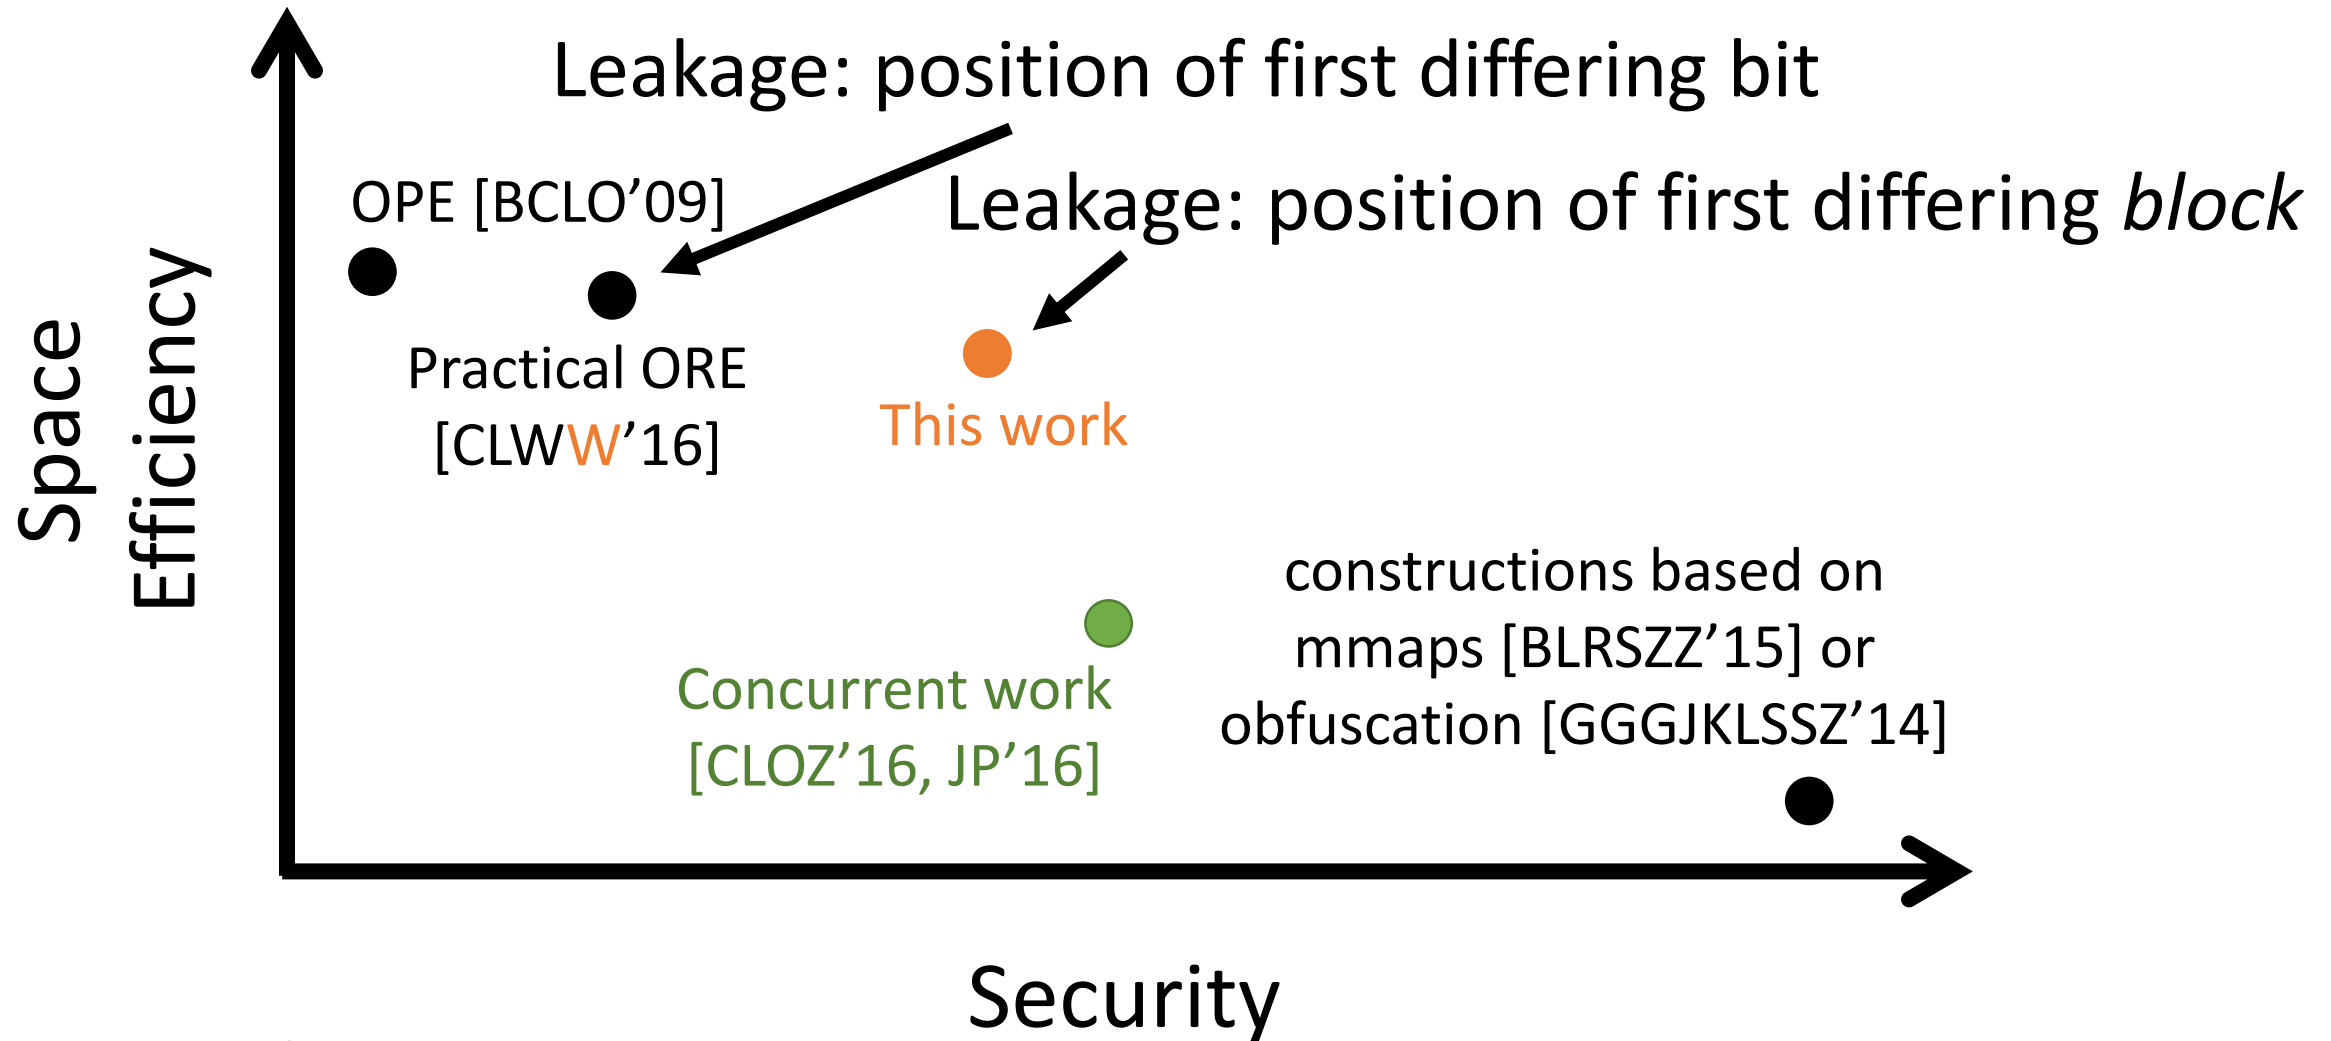 Leakage: position of first differing bit
OPE [BCLO’09]
Leakage: position of first differing block
Practical ORE
[CLWW’16]
This work
Space
Efficiency
constructions based on
mmaps [BLRSZZ’15] or
obfuscation [GGGJKLSSZ’14]
Concurrent work
[CLOZ’16, JP’16]
Security